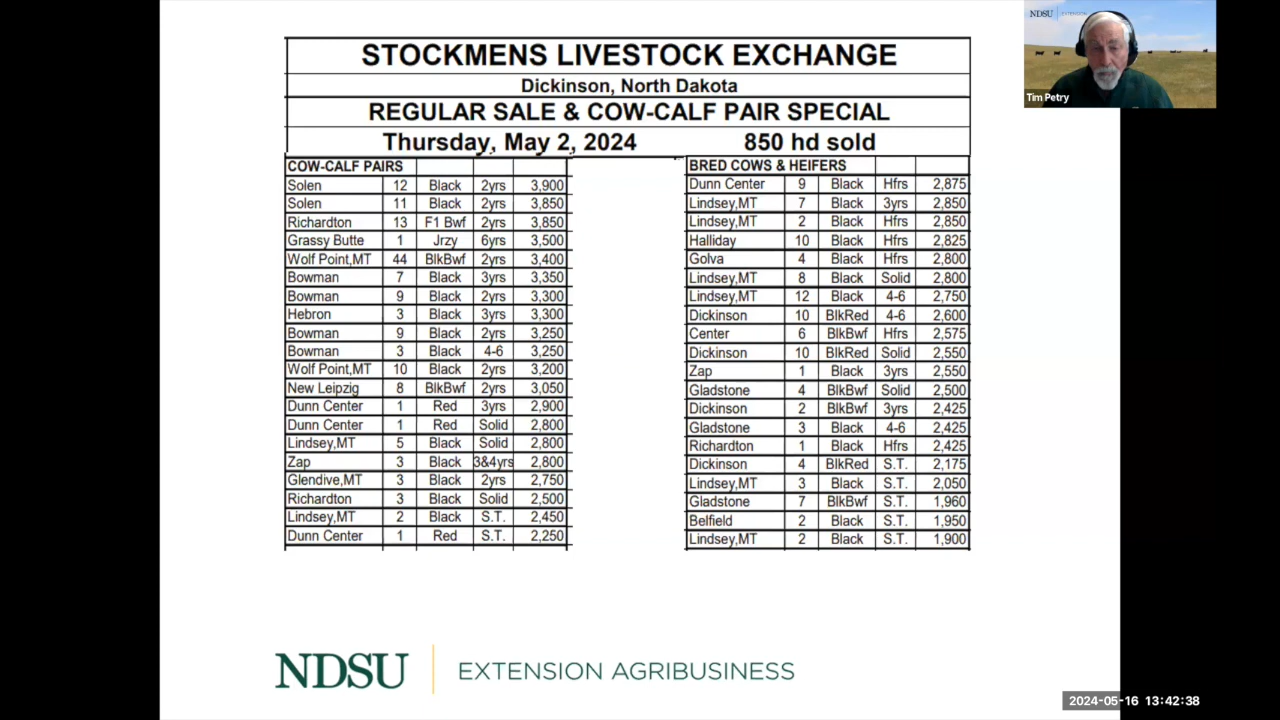 STOCKMENS LIVESTOCK EXCHANGE
Dickinson, North Dakota
REGULAR SALE & COW-CALF PAIR SPECIAL
Thursday, May 2, 2024 850 hd sold
COW-CALF PAIRS
Solen 12 Black 2yrs 3,900
Solen 11 Black 2yrs 3,850
Richardton 13 F1 Bwf 2yrs 3,850
Grassy Butte 1 Jrzy 6yrs 3,500
Wolf Point,MT 44 BlkBwf 2yrs 3,400
Bowman 7 Black 3yrs 3,350
Bowman 9 Black 2yrs 3,300
Hebron 3 Black 3yrs 3,300
Bowman 9 Black 2yrs 3,250
Bowman 3 Black 4-6 3,250
Wolf Point,MT 10 Black 2yrs 3,200
New Leipzig 8 BlkBwf 2yrs 3,050
Dunn Center 1 Red 3yrs 2,900
Dunn Center 1 Red Solid 2,800
Lindsey,MT 5 Black Solid 2,800
Zap 3 Black 3&4yrs 2,800
Glendive,MT 3 Black 2yrs 2,750
Richardton 3 Black Solid 2,500
Lindsey,MT 2 Black S.T. 2,450
Dunn Center 1 Red S.T. 2,250
BRED COWS & HEIFERS
Dunn Center 9 Black Hfrs 2,875
Lindsey,MT 7 Black 3yrs 2,850
Lindsey,MT 2 Black Hfrs 2,850
Halliday 10 Black Hfrs 2,825
Golva 4 Black Hfrs 2,800
Lindsey,MT 8 Black Solid 2,800
Lindsey,MT 12 Black 4-6 2,750
Dickinson 10 BlkRed 4-6 2,600
Center 6 BlkBwf Hfrs 2,575
Dickinson 10 BlkRed Solid 2,550
Zap 1 Black 3yrs 2,550
Gladstone 4 BlkBwf Solid 2,500
Dickinson 2 BlkBwf 3yrs 2,425
Gladstone 3 Black 4-6 2,425
Richardton 1 Black Hfrs 2,425
Dickinson 4 BlkRed S.T. 2,175
Lindsey,MT 3 Black S.T. 2,050
Gladstone 7 BlkBwf S.T. 1,960
Belfield 2 Black S.T. 1,950
Lindsey,MT 2 Black S.T. 1,900
NDSU EXTENSION AGRIBUSINESS
NDSU EXTENSION
Tim Petry
2024-05-16 13:42:38